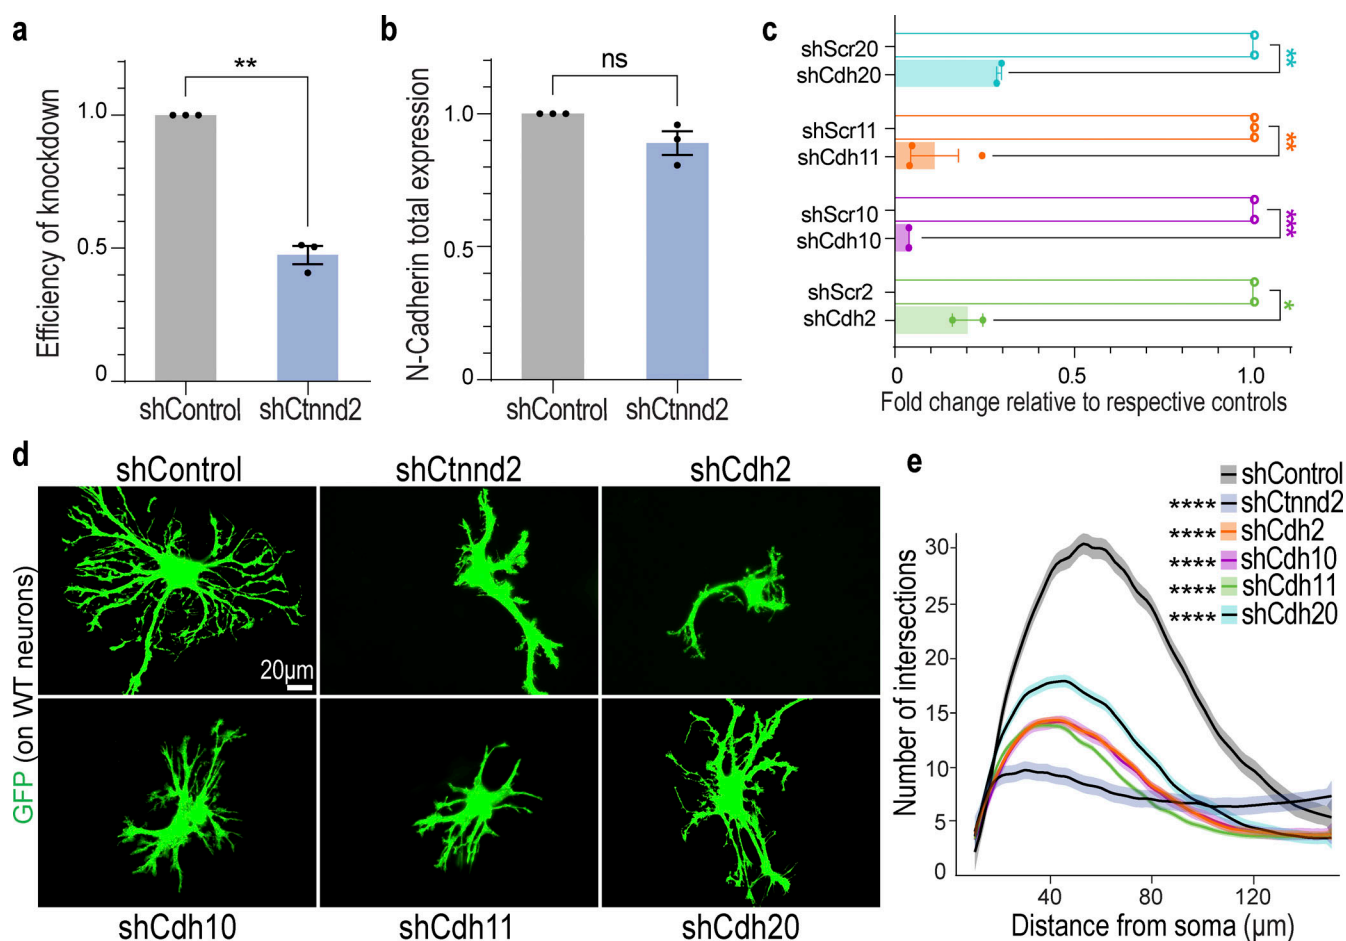 a
**
Efficiency of knockdown
1.0
0.5
0
shControl
shCtnnd2
b
ns
N-Cadherin total expression
1.0
0.5
0
shControl
shCtnnd2
c
shScr20
shCdh20
**
shScr11
shCdh11
**
shScr10
shCdh10
***
shScr2
shCdh2
*
0
0.5
1.0
Fold change relative to respective controls
d
shControl
shCtnnd2
shCdh2
GFP (on WT neurons)
20µm
shCdh10
shCdh11
shCdh20
e
shControl
**** shCtnnd2
**** shCdh2
**** shCdh10
**** shCdh11
**** shCdh20
Number of intersections
30
25
20
15
10
5
0
40
80
120
Distance from soma (µm)